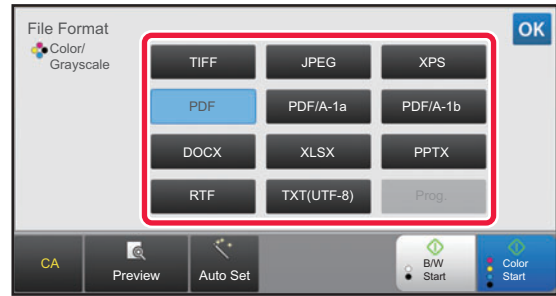 File Format
OK
Color/
Grayscale
TIFF JPEG XPS
PDF PDF/A-1a PDF/A-1b
DOCX XLSX PPTX
RTF TXT(UTF-8) Prog.
CA Preview Auto Set
B/W
Start
Color
Start